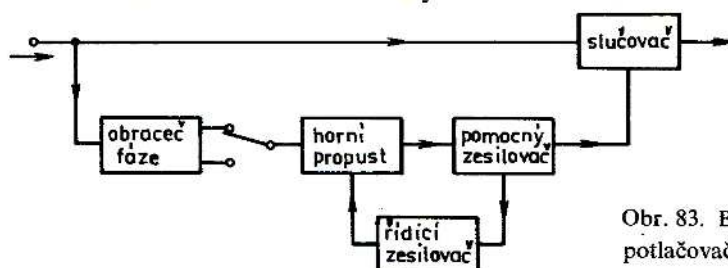 slučovač
obraceč
fáze
horní
propust
pomocný
zesilovač
řídicí
zesilovač
Obr. 83. B
potlačovač